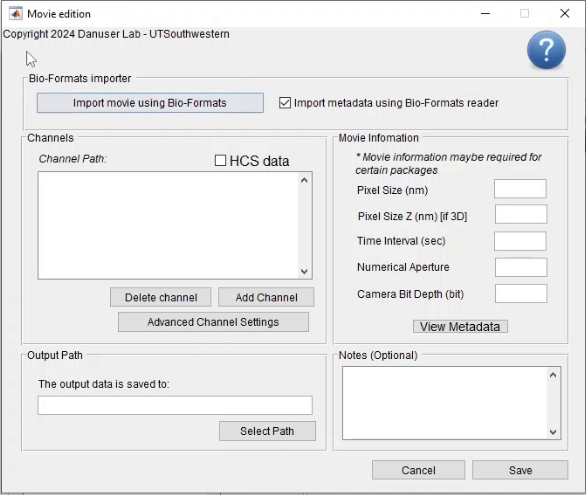 Movie edition
Copyright 2024 Danuser Lab - UTSouthwestern
?
Bio-Formats importer
Import movie using Bio-Formats
Import metadata using Bio-Formats reader
Channels
Channel Path:
HCS data
Delete channel
Add Channel
Advanced Channel Settings
Movie Infomation
* Movie information maybe required for
certain packages
Pixel Size (nm)
Pixel Size Z (nm) [if 3D]
Time Interval (sec)
Numerical Aperture
Camera Bit Depth (bit)
View Metadata
Output Path
The output data is saved to:
Select Path
Notes (Optional)
Cancel
Save